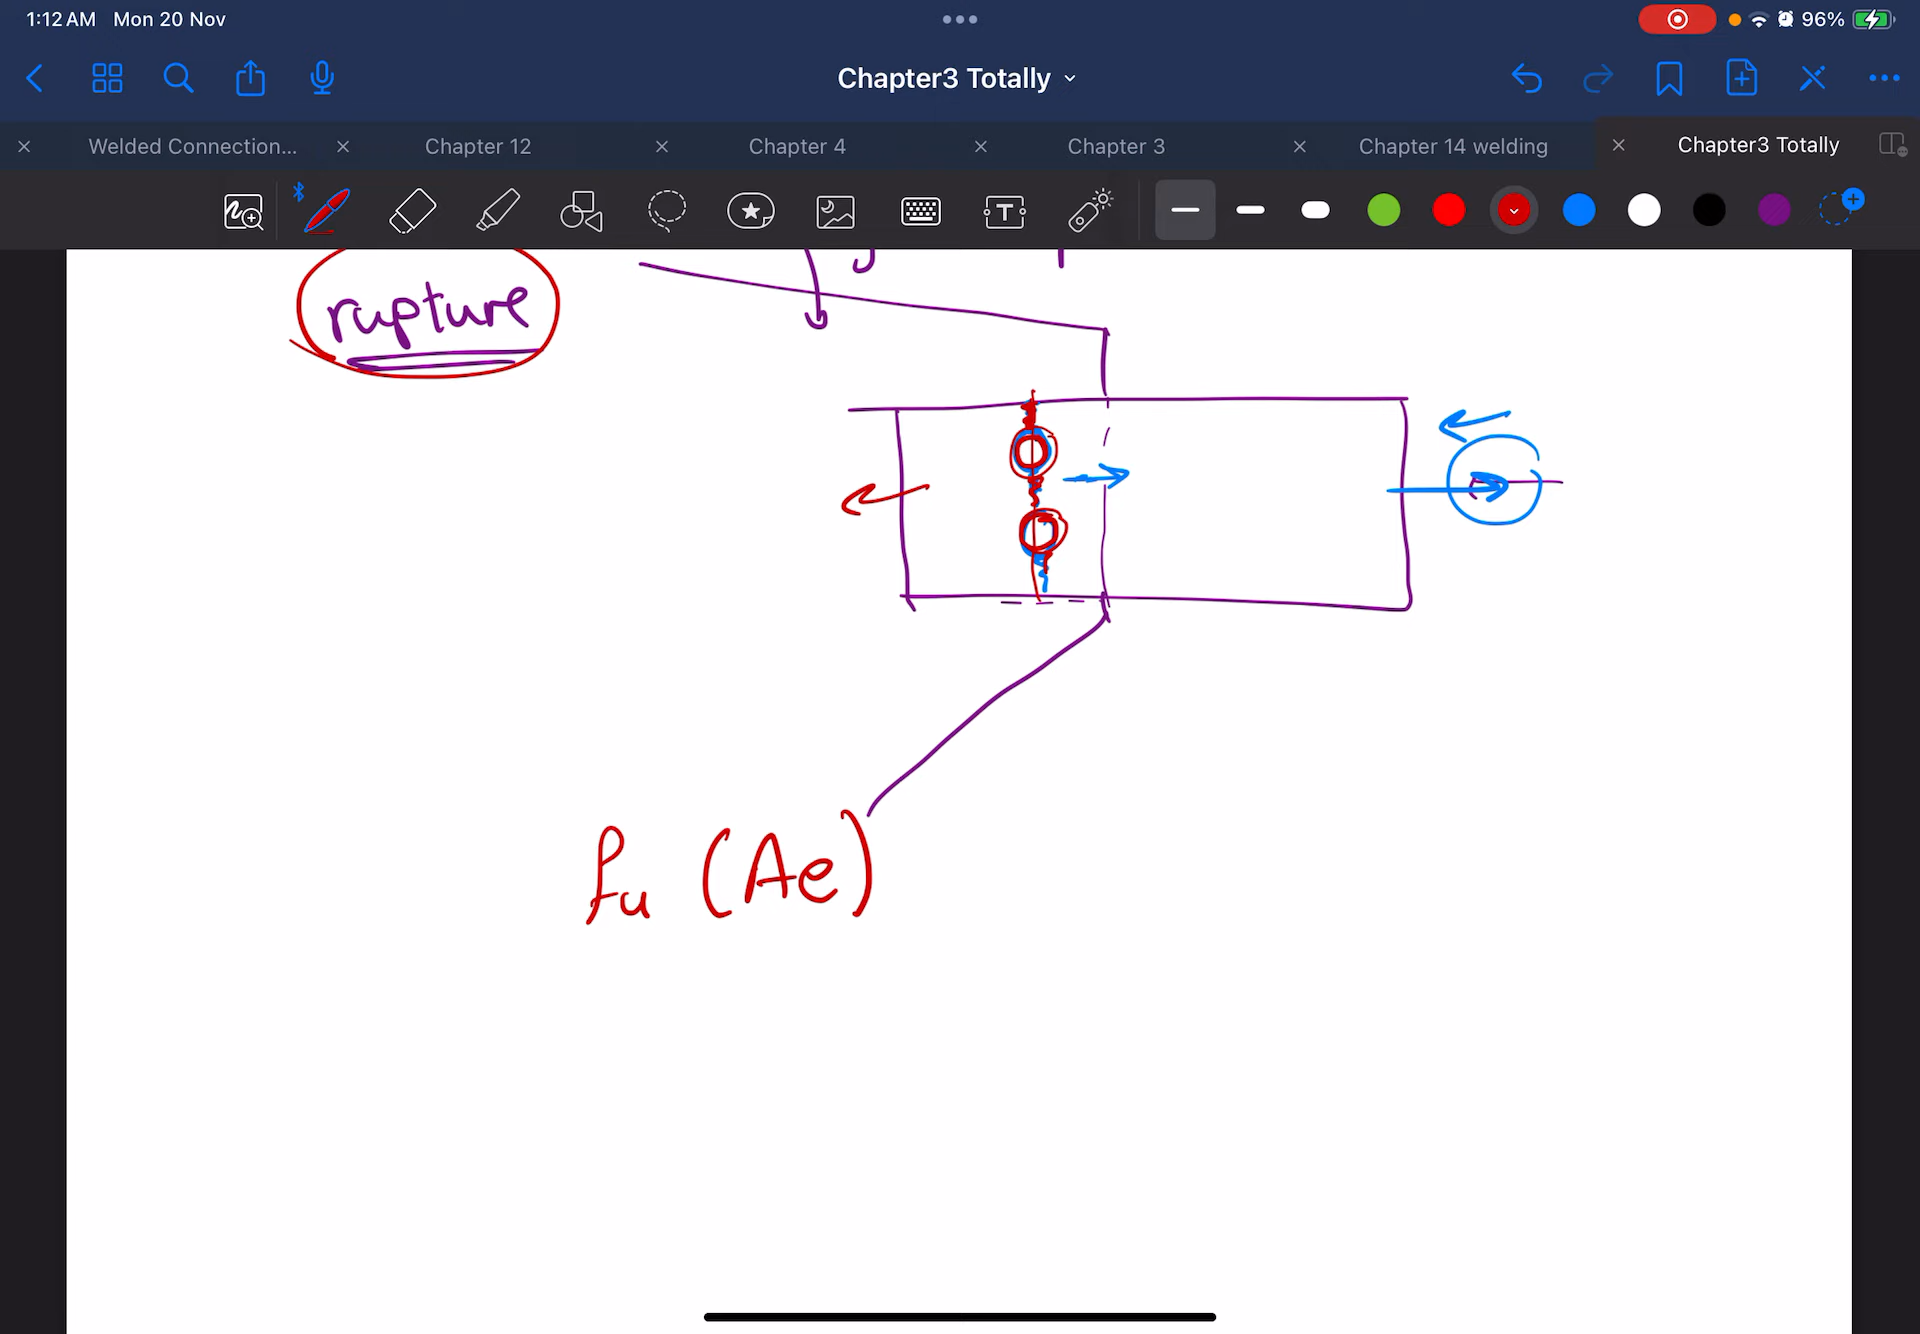 1:12 AM Mon 20 Nov
96%
Chapter3 Totally
Welded Connection...
Chapter 12
Chapter 4
Chapter 3
Chapter 14 welding
Chapter3 Totally
T
rupture
fu (Ae)